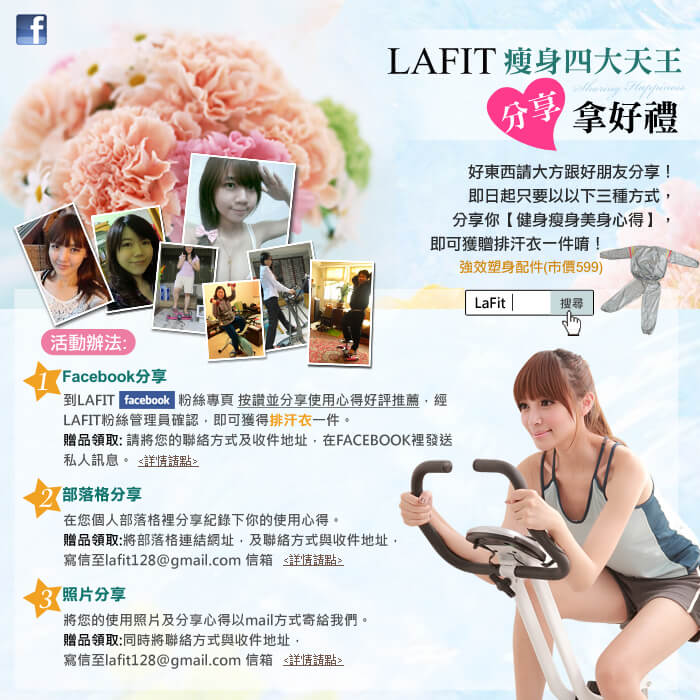 f
LAFIT 瘦身四大天王
Sharing Happiness
分享 拿好禮
好東西請大方跟好朋友分享！
即日起只要以以下三種方式，
分享你【健身瘦身美身心得】，
即可獲贈排汗衣一件唷！
強效塑身配件(市價599)
LaFit | 搜尋
活動辦法:
1 Facebook分享
到LAFIT facebook 粉絲專頁 按讚並分享使用心得好評推薦，經
LAFIT粉絲管理員確認，即可獲得排汗衣一件。
贈品領取: 請將您的聯絡方式及收件地址，在FACEBOOK裡發送
私人訊息。 <詳情請點>
2 部落格分享
在您個人部落格裡分享紀錄下你的使用心得。
贈品領取:將部落格連結網址，及聯絡方式與收件地址，
寫信至lafit128@gmail.com 信箱 <詳情請點>
3 照片分享
將您的使用照片及分享心得以mail方式寄給我們。
贈品領取:同時將聯絡方式與收件地址，
寫信至lafit128@gmail.com 信箱 <詳情請點>